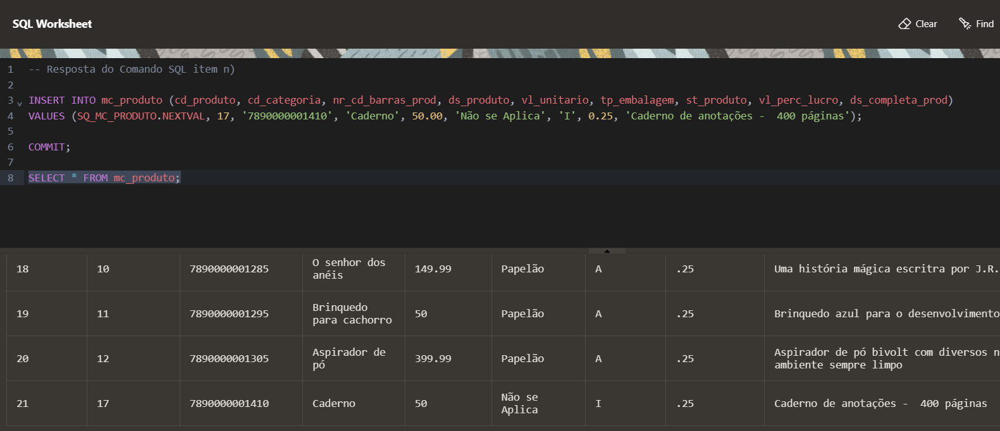 SQL Worksheet
Clear
Find
1 -- Resposta do Comando SQL item n)
2
3 INSERT INTO mc_produto (cd_produto, cd_categoria, nr_cd_barras_prod, ds_produto, vl_unitario, tp_embalagem, st_produto, vl_perc_lucro, ds_completa_prod)
4 VALUES (SQ_MC_PRODUTO.NEXTVAL, 17, '7890000001410', 'Caderno', 50.00, 'Não se Aplica', 'I', 0.25, 'Caderno de anotações -  400 páginas');
5
6 COMMIT;
7
8 SELECT * FROM mc_produto;
18 10 7890000001285 O senhor dos anéis 149.99 Papelão A .25 Uma história mágica escritra por J.R.
19 11 7890000001295 Brinquedo para cachorro 50 Papelão A .25 Brinquedo azul para o desenvolvimento
20 12 7890000001305 Aspirador de pó 399.99 Papelão A .25 Aspirador de pó bivolt com diversos n
ambiente sempre limpo
21 17 7890000001410 Caderno 50 Não se Aplica I .25 Caderno de anotações -  400 páginas